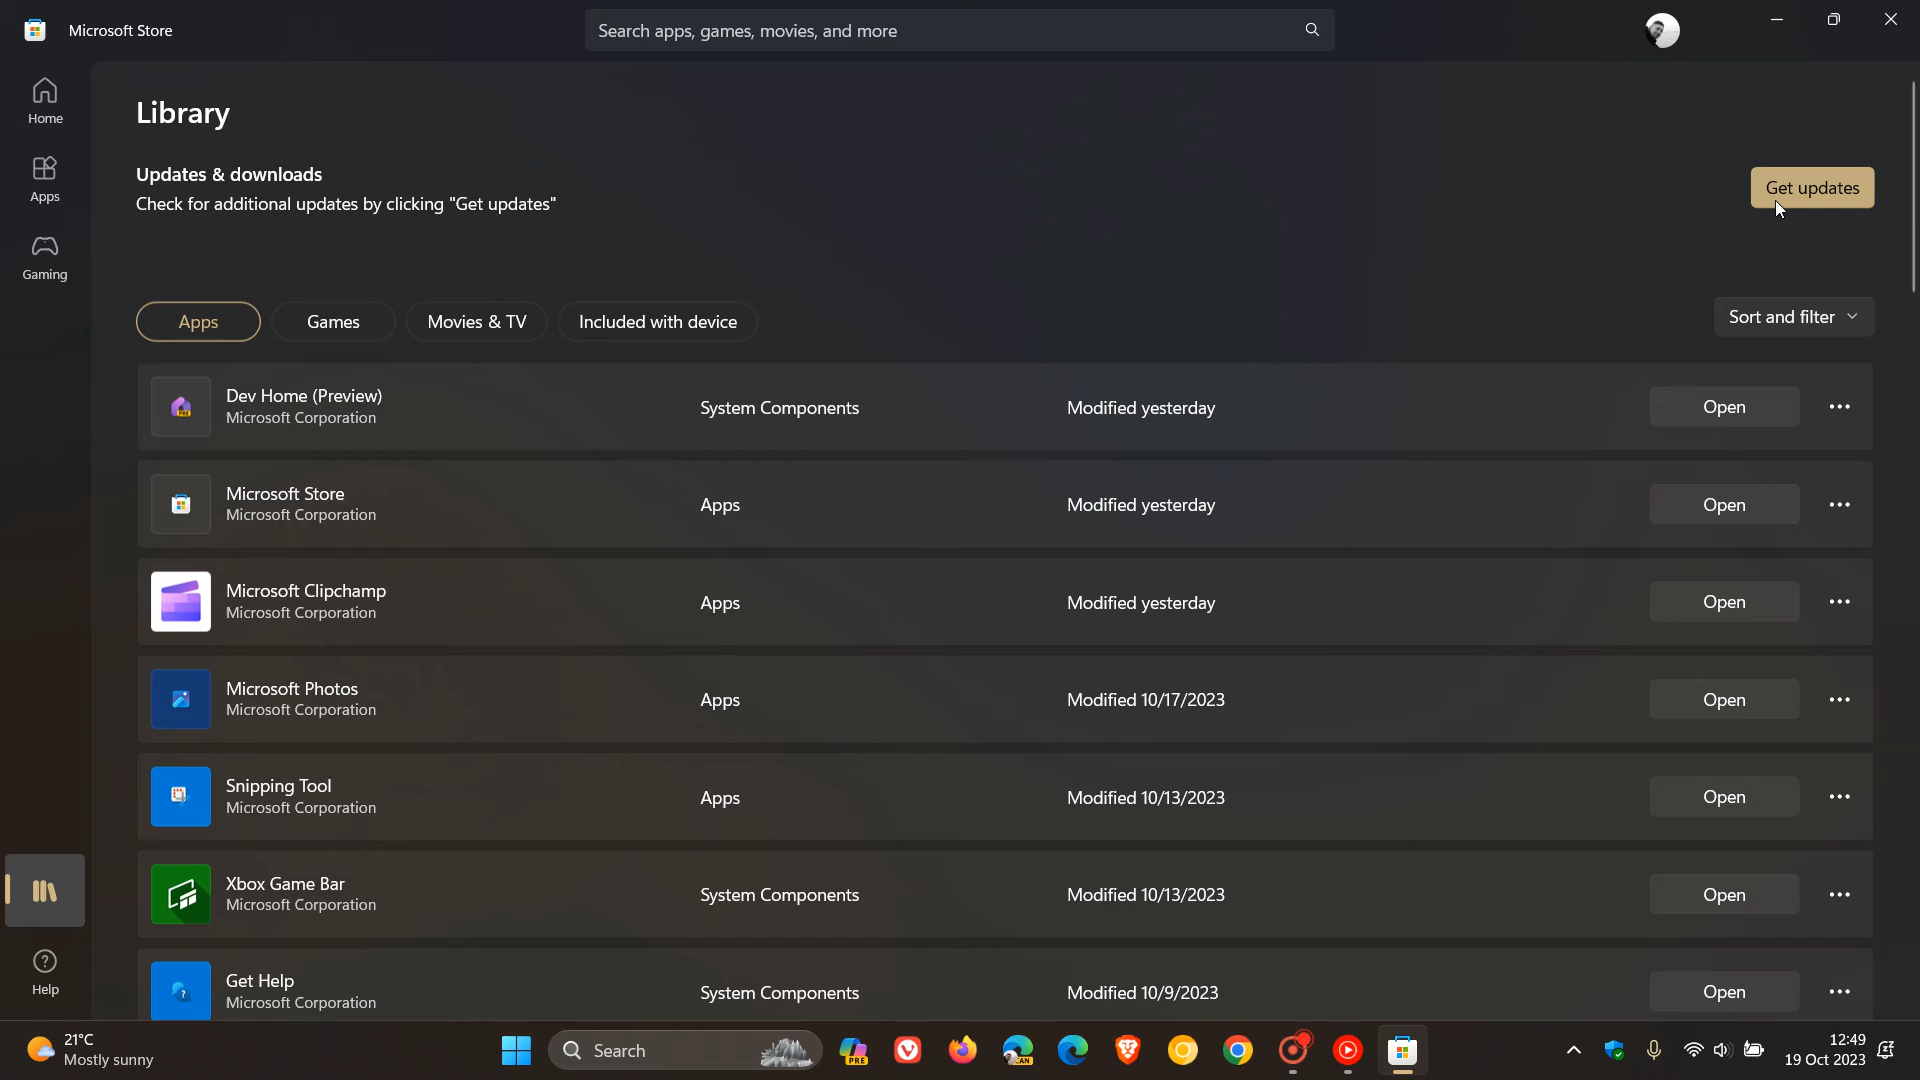 Microsoft Store
Search apps, games, movies, and more
Home
Apps
Gaming
Library
Updates & downloads
Check for additional updates by clicking "Get updates"
Get updates
Apps
Games
Movies & TV
Included with device
Sort and filter
Dev Home (Preview)
Microsoft Corporation
System Components
Modified yesterday
Open
Microsoft Store
Microsoft Corporation
Apps
Modified yesterday
Open
Microsoft Clipchamp
Microsoft Corporation
Apps
Modified yesterday
Open
Microsoft Photos
Microsoft Corporation
Apps
Modified 10/17/2023
Open
Snipping Tool
Microsoft Corporation
Apps
Modified 10/13/2023
Open
Xbox Game Bar
Microsoft Corporation
System Components
Modified 10/13/2023
Open
Get Help
Microsoft Corporation
System Components
Modified 10/9/2023
Open
Help
21°C
Mostly sunny
Search
PRE
CAN
12:49
19 Oct 2023